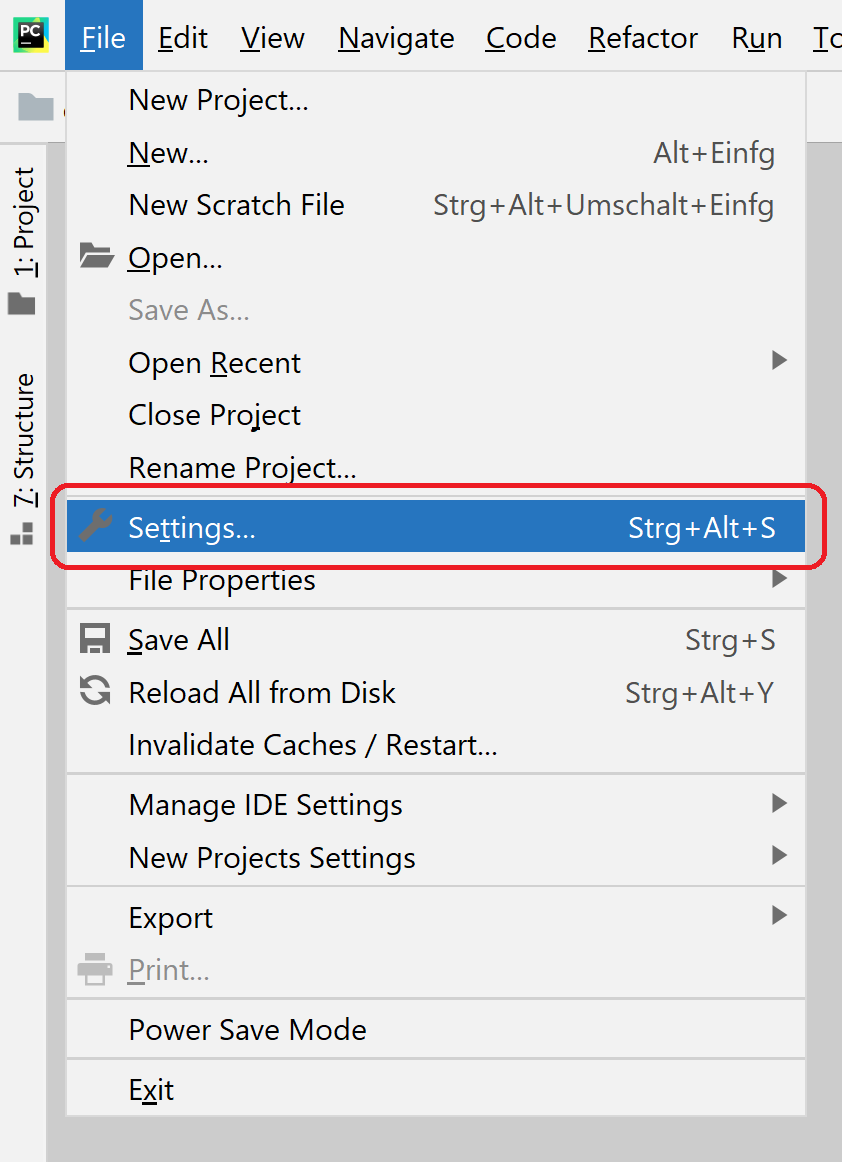 PC
File Edit View Navigate Code Refactor Run
New Project...
New... Alt+Einfg
New Scratch File Strg+Alt+Umschalt+Einfg
Open...
Save As...
Open Recent
Close Project
Rename Project...
Settings... Strg+Alt+S
File Properties
Save All Strg+S
Reload All from Disk Strg+Alt+Y
Invalidate Caches / Restart...
Manage IDE Settings
New Projects Settings
Export
Print...
Power Save Mode
Exit
1: Project
7: Structure